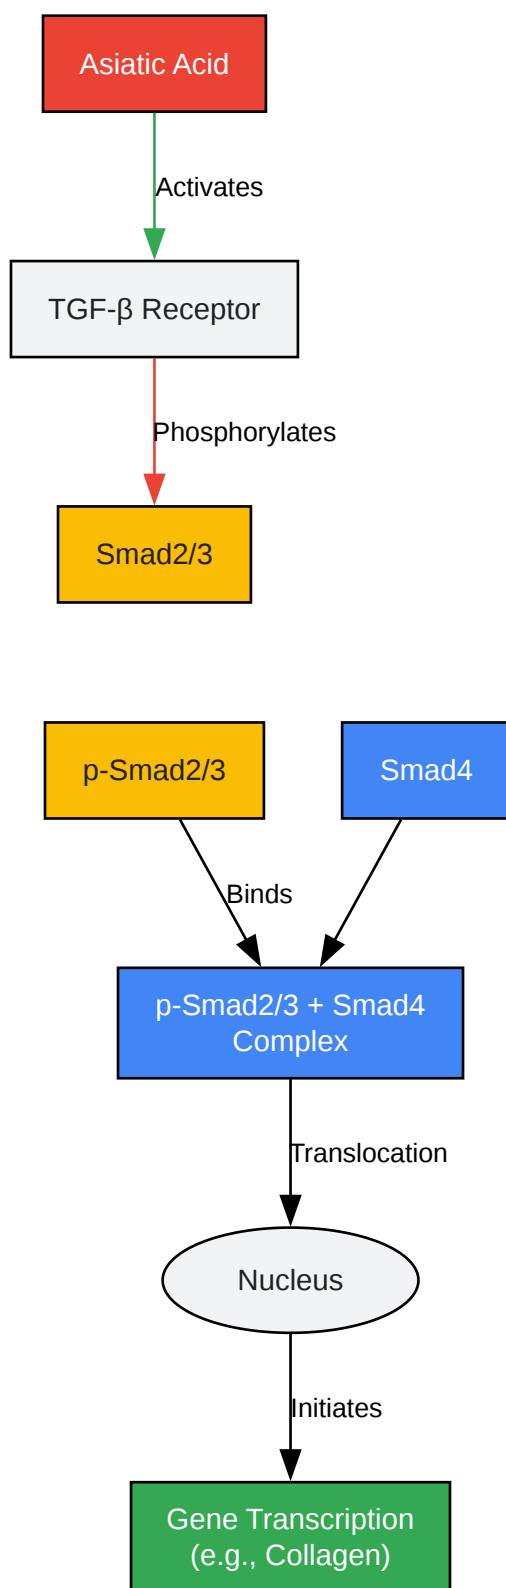 Asiatic Acid
Activates
TGF-β Receptor
Phosphorylates
Smad2/3
p-Smad2/3
Smad4
Binds
p-Smad2/3 + Smad4
Complex
Translocation
Nucleus
Initiates
Gene Transcription
(e.g., Collagen)